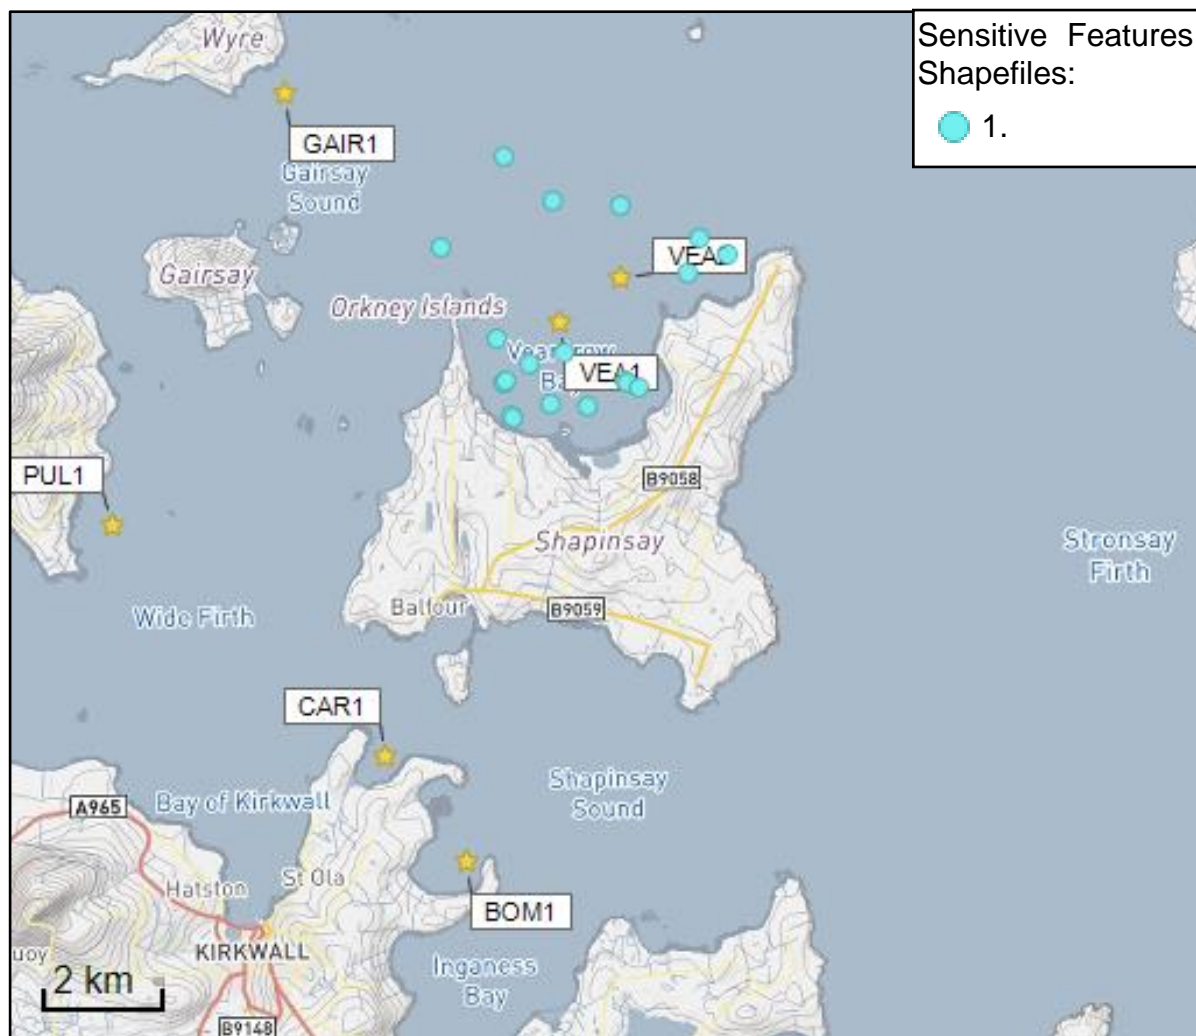 Sensitive Features
Shapefiles:
1.
Wyre
GAIR1
Gairsay
Sound
Gairsay
Orkney Islands
VEA1
Bay
PUL1
B9058
Shapinsay
Stronsay
Firth
Balfour
B9059
Wide Firth
CAR1
Shapinsay
Sound
A965
Bay of Kirkwall
Hatston
St Ola
BOM1
KIRKWALL
uoy
Inganess
Bay
2 km
B9148